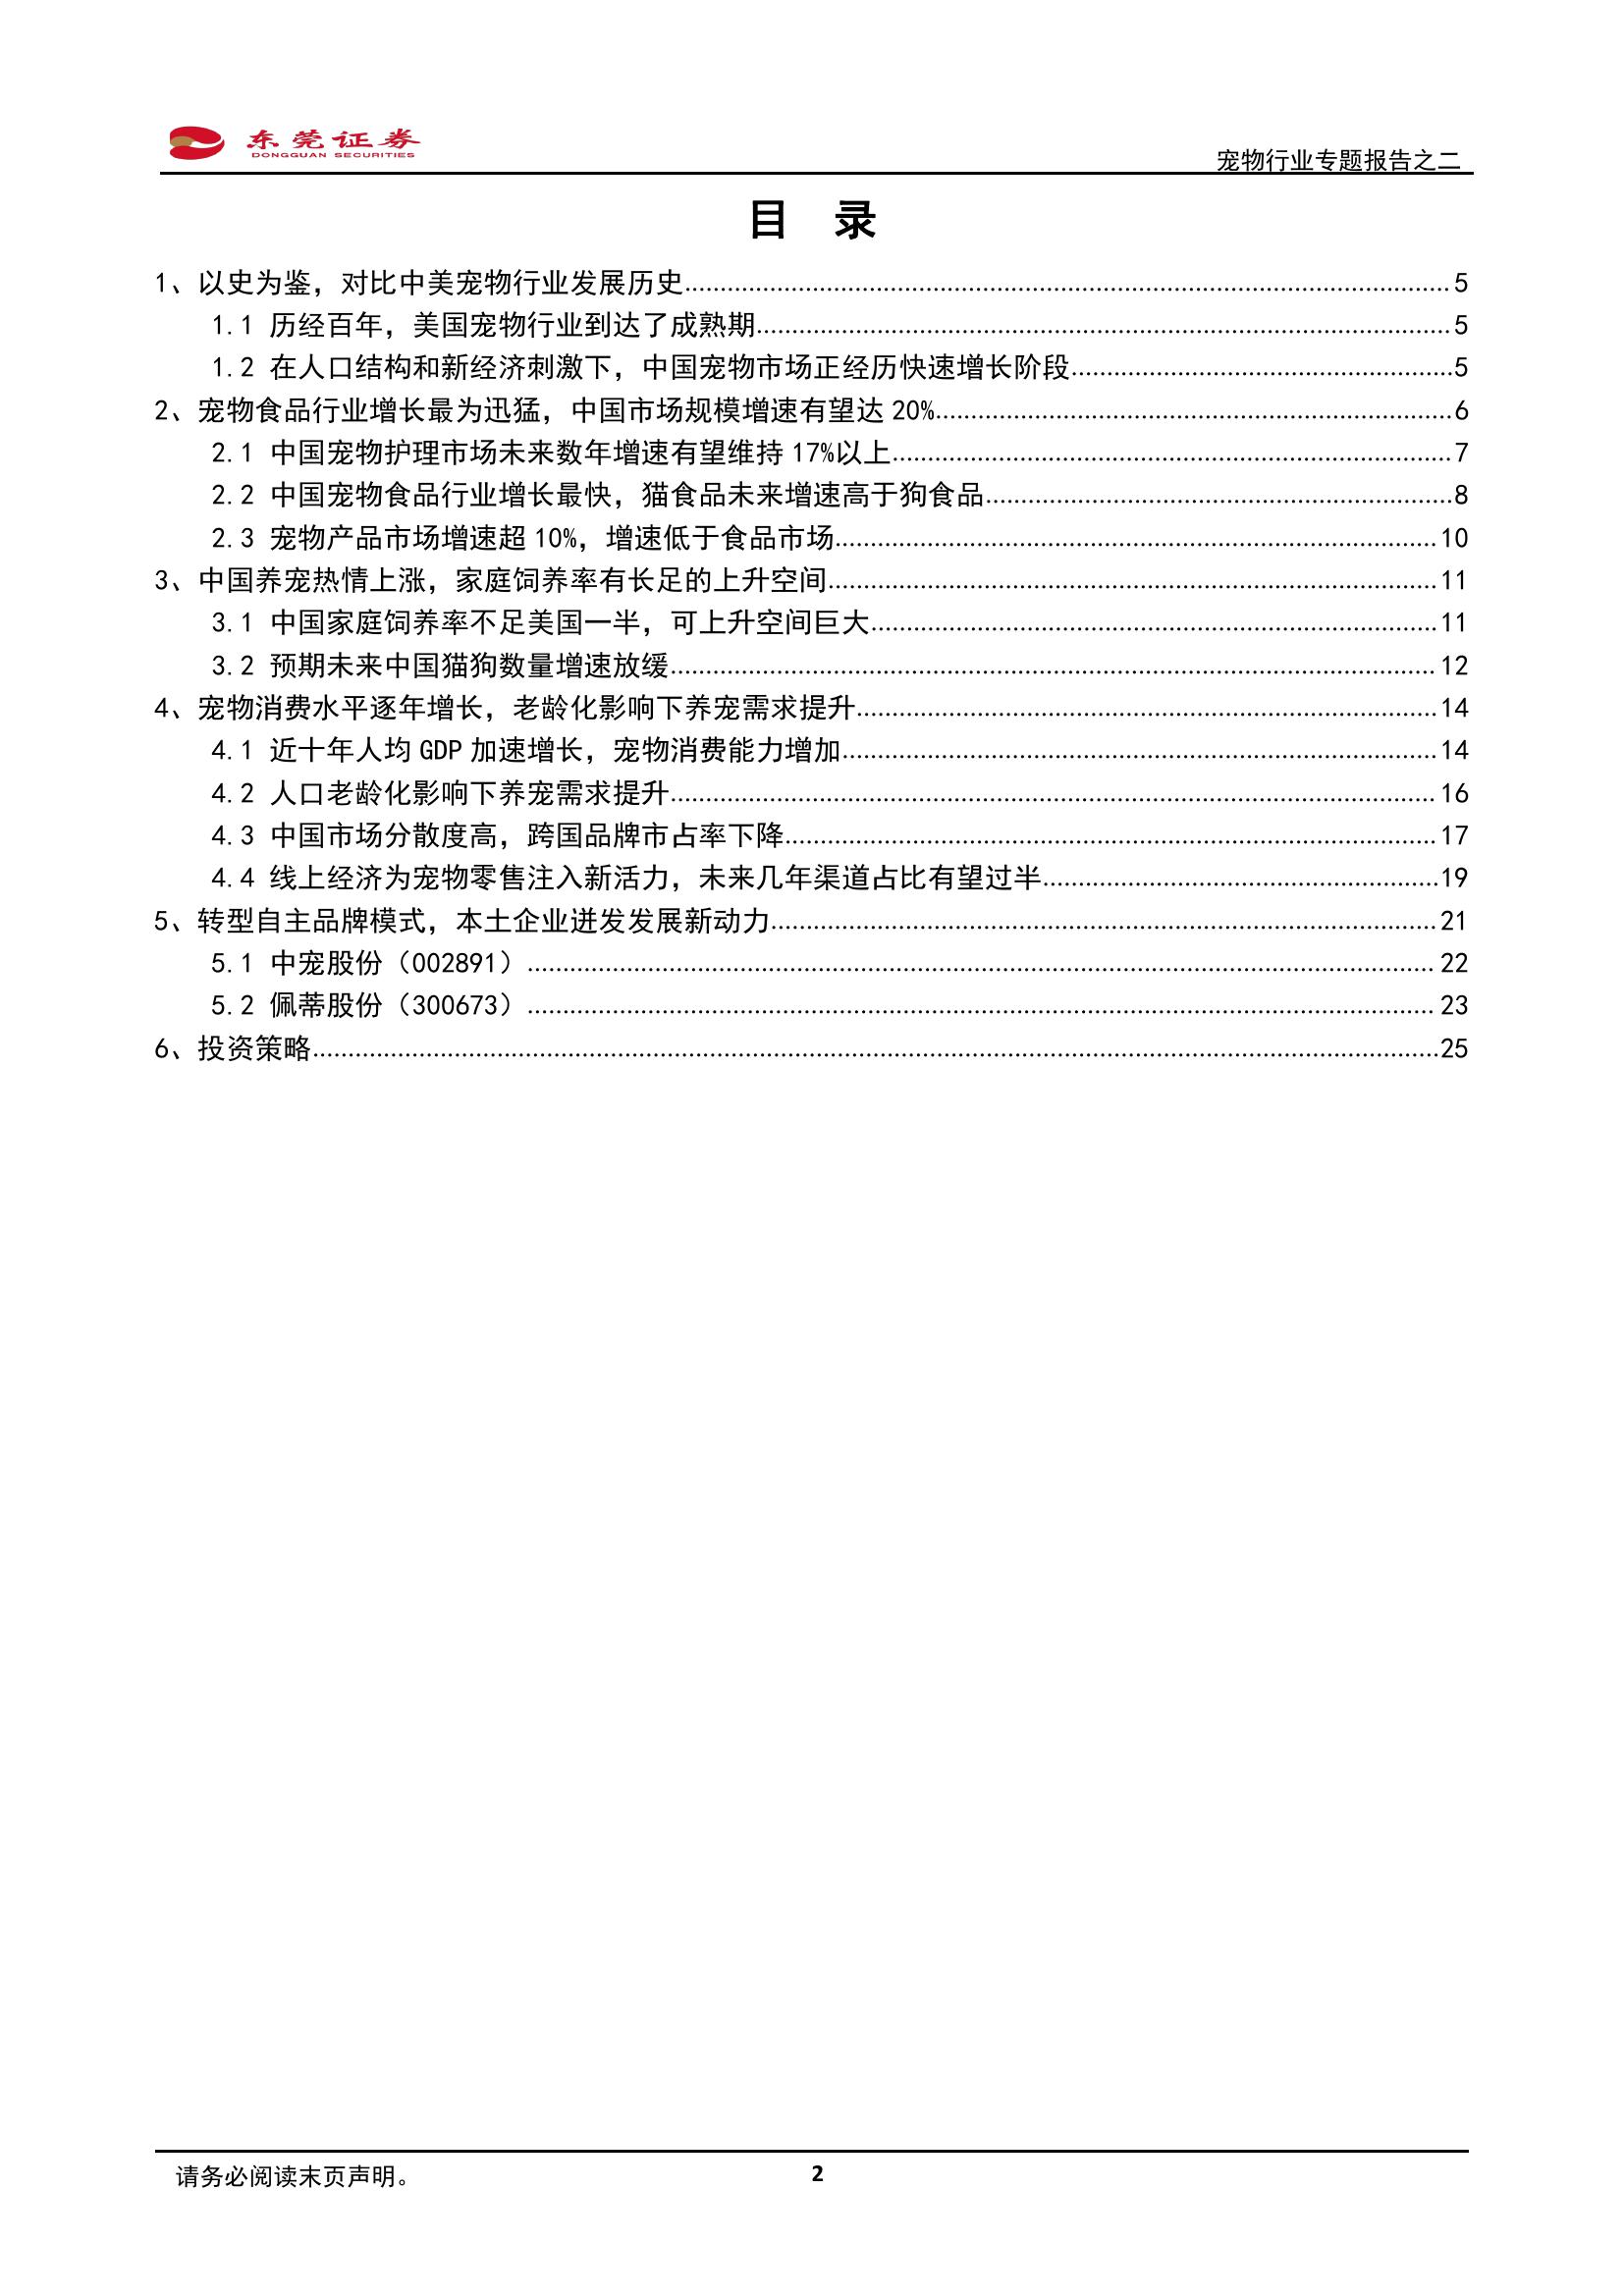 东莞证券
DONGGUAN SECURITIES
宠物行业专题报告之二
目 录
1、以史为鉴，对比中美宠物行业发展历史 5
1.1 历经百年，美国宠物行业到达了成熟期 5
1.2 在人口结构和新经济刺激下，中国宠物市场正经历快速增长阶段 5
2、宠物食品行业增长最为迅猛，中国市场规模增速有望达 20% 6
2.1 中国宠物护理市场未来数年增速有望维持 17%以上 7
2.2 中国宠物食品行业增长最快，猫食品未来增速高于狗食品 8
2.3 宠物产品市场增速超 10%，增速低于食品市场 10
3、中国养宠热情上涨，家庭饲养率有长足的上升空间 11
3.1 中国家庭饲养率不足美国一半，可上升空间巨大 11
3.2 预期未来中国猫狗数量增速放缓 12
4、宠物消费水平逐年增长，老龄化影响下养宠需求提升 14
4.1 近十年人均 GDP 加速增长，宠物消费能力增加 14
4.2 人口老龄化影响下养宠需求提升 16
4.3 中国市场分散度高，跨国品牌市占率下降 17
4.4 线上经济为宠物零售注入新活力，未来几年渠道占比有望过半 19
5、转型自主品牌模式，本土企业迸发发展新动力 21
5.1 中宠股份（002891） 22
5.2 佩蒂股份（300673） 23
6、投资策略 25
请务必阅读末页声明。
2